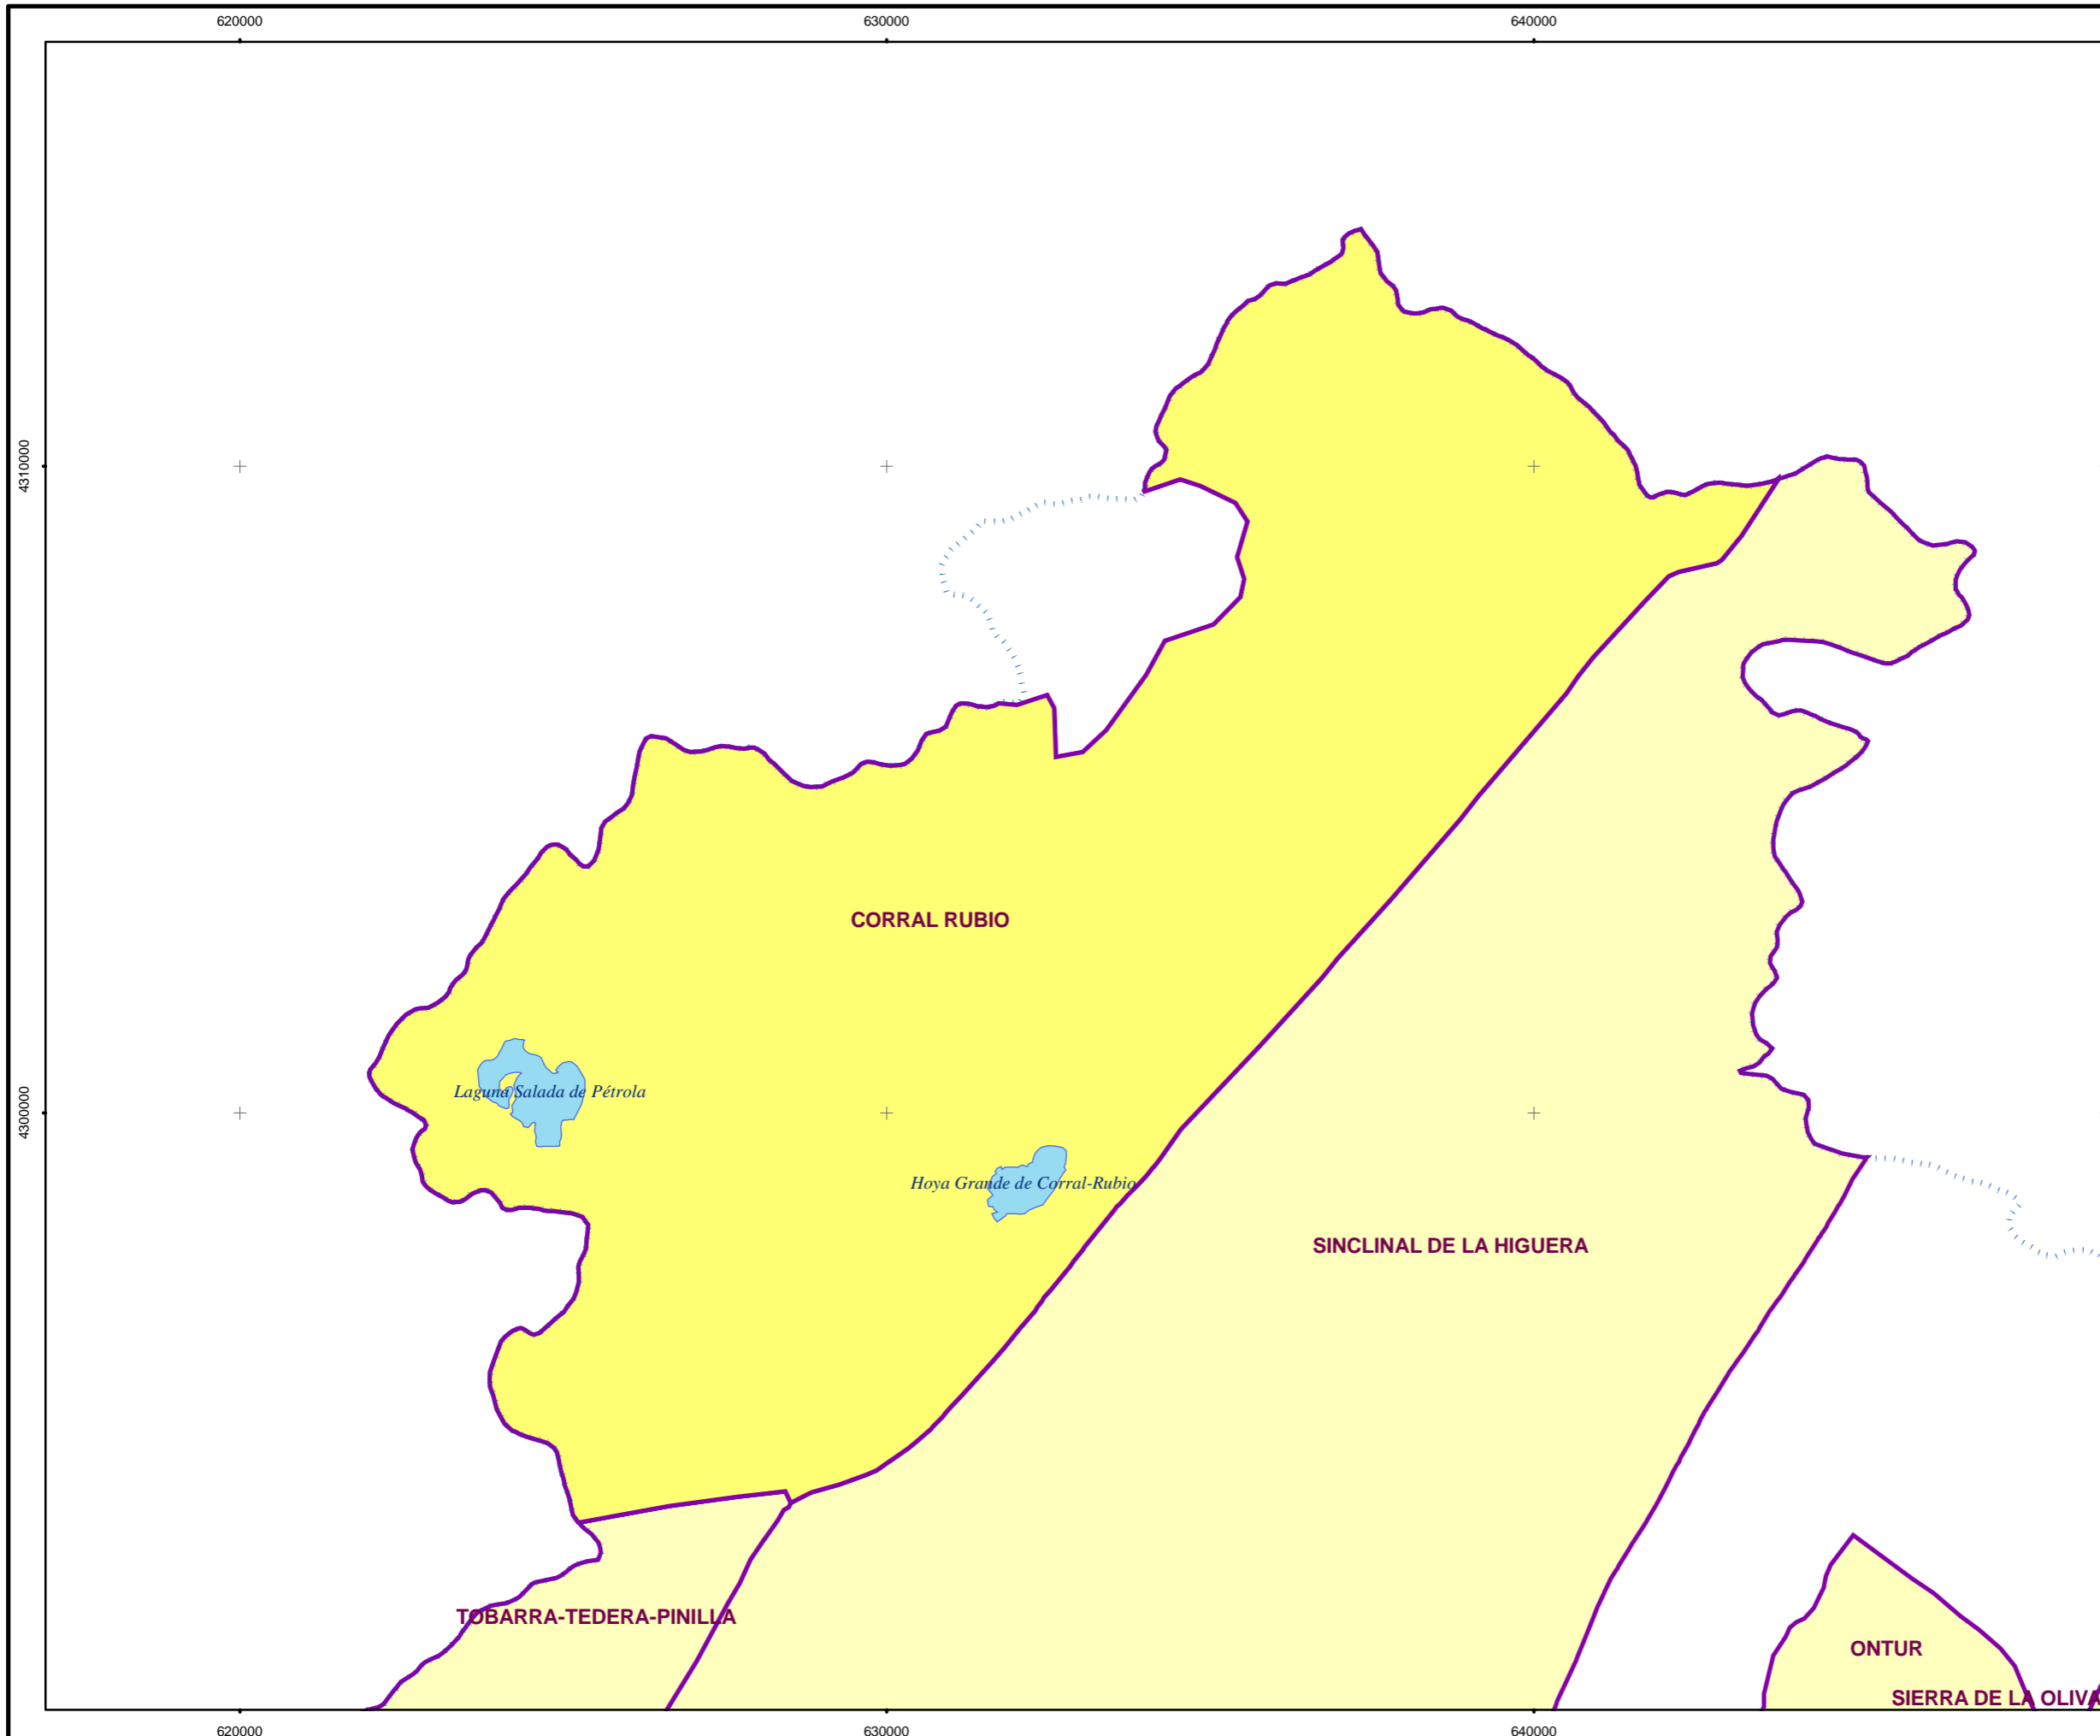 620000
630000
640000
4310000
CORRAL RUBIO
Laguna Salada de Pétrola
4300000
Hoya Grande de Corral-Rubio
SINCLINAL DE LA HIGUERA
TOBARRA-TEDERA-PINILLA
ONTUR
SIERRA DE LA OLIVA
620000
630000
640000